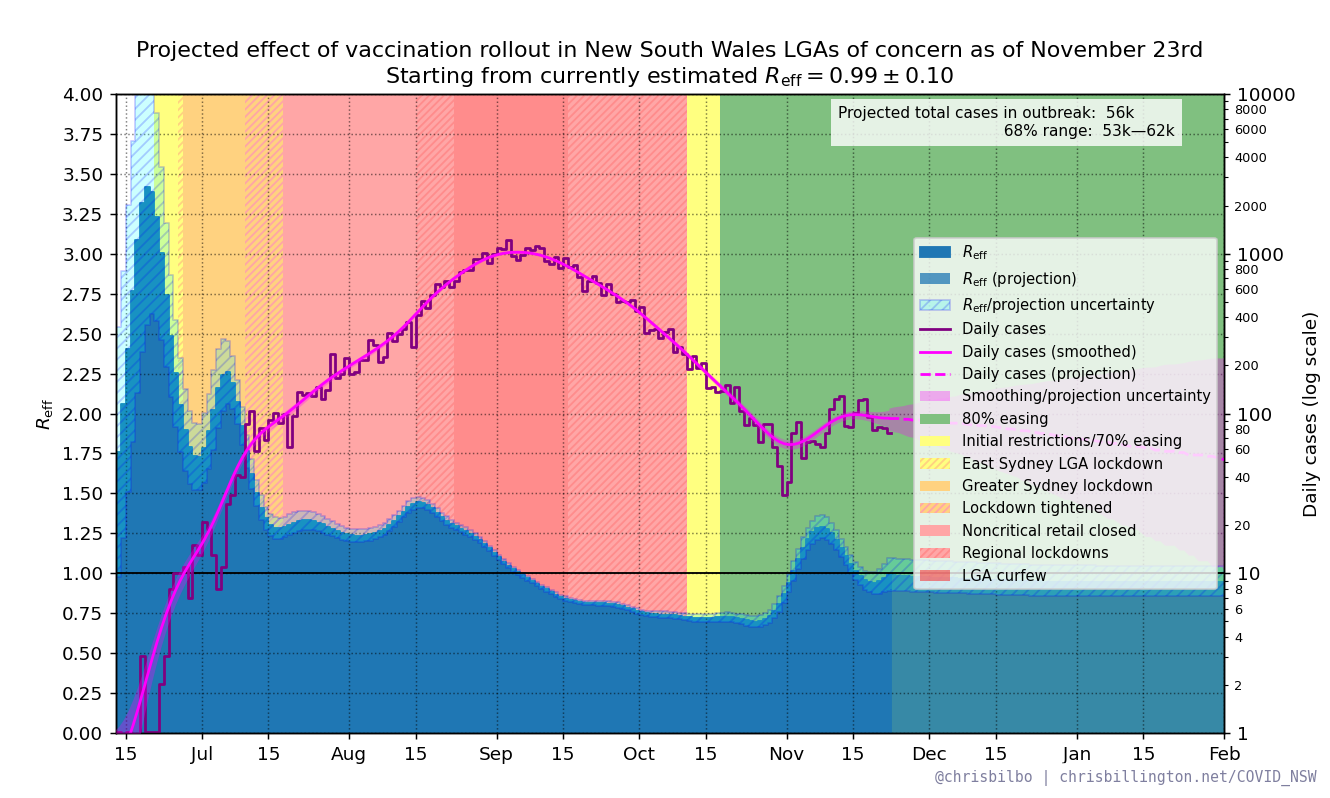 Projected effect of vaccination rollout in New South Wales LGAs of concern as of November 23rd
Starting from currently estimated R_eff = 0.99 ± 0.10
Projected total cases in outbreak: 56k
68% range: 53k—62k
4.00
3.75
3.50
3.25
3.00
2.75
2.50
2.25
2.00
1.75
1.50
1.25
1.00
0.75
0.50
0.25
0.00
R_eff
10000
8000
6000
4000
2000
1000
800
600
400
200
100
80
60
40
20
10
8
6
4
2
1
Daily cases (log scale)
R_eff
R_eff (projection)
R_eff/projection uncertainty
Daily cases
Daily cases (smoothed)
Daily cases (projection)
Smoothing/projection uncertainty
80% easing
Initial restrictions/70% easing
East Sydney LGA lockdown
Greater Sydney lockdown
Lockdown tightened
Noncritical retail closed
Regional lockdowns
LGA curfew
15 Jul 15 Aug 15 Sep 15 Oct 15 Nov 15 Dec 15 Jan 15 Feb
@chrisbilbo | chrisbillington.net/COVID_NSW